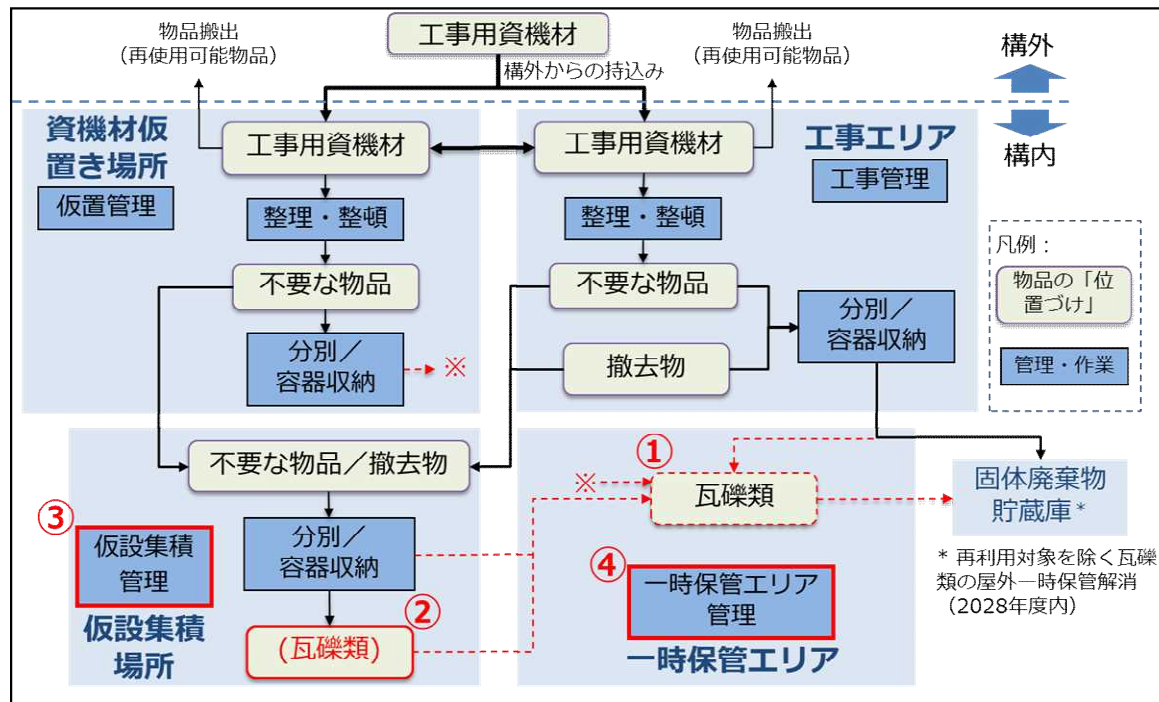 物品搬出
(再使用可能物品)
工事用資機材
物品搬出
(再使用可能物品)
構外からの持込み
構外
構内
資機材仮
置き場所
仮置管理
工事用資機材
整理・整頓
不要な物品
分別／
容器収納
※
工事用資機材
整理・整頓
不要な物品
撤去物
分別／
容器収納
工事エリア
工事管理
凡例：
物品の「位
置づけ」
管理・作業
不要な物品／撤去物
③
仮設集積
管理
分別／
容器収納
②
(瓦礫類)
仮設集積
場所
①
※
瓦礫類
④
一時保管エリア
管理
一時保管エリア
固体廃棄物
貯蔵庫*
* 再利用対象を除く瓦礫
類の屋外一時保管解消
（2028年度内）